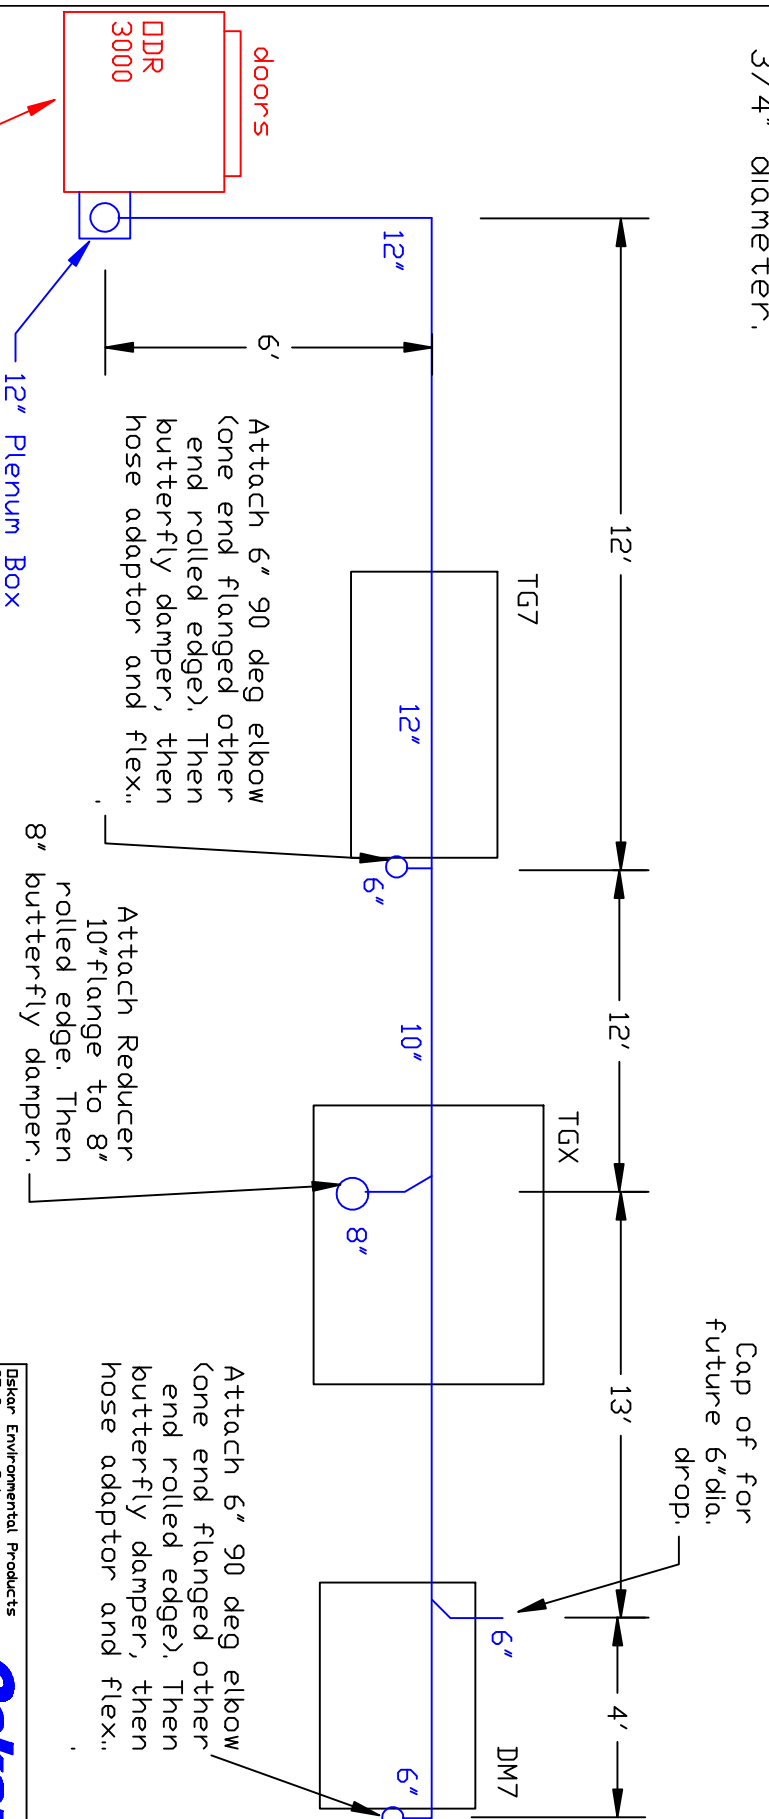 3/4" diameter.
doors
ODR
3000
12"
6'
12'
TG7
12"
6"
Attach 6" 90 deg elbow
(one end flanged other
end rolled edge). Then
butterfly damper, then
hose adaptor and flex..
.
12" Plenum Box
12'
10"
TGX
8"
Attach Reducer
10"flange to 8"
rolled edge. Then
8" butterfly damper.
13'
Cap of for
future 6"dia.
drop.
6"
4'
DM7
6"
Attach 6" 90 deg elbow
(one end flanged other
end rolled edge). Then
butterfly damper, then
hose adaptor and flex..
.
Oskar Environmental Products